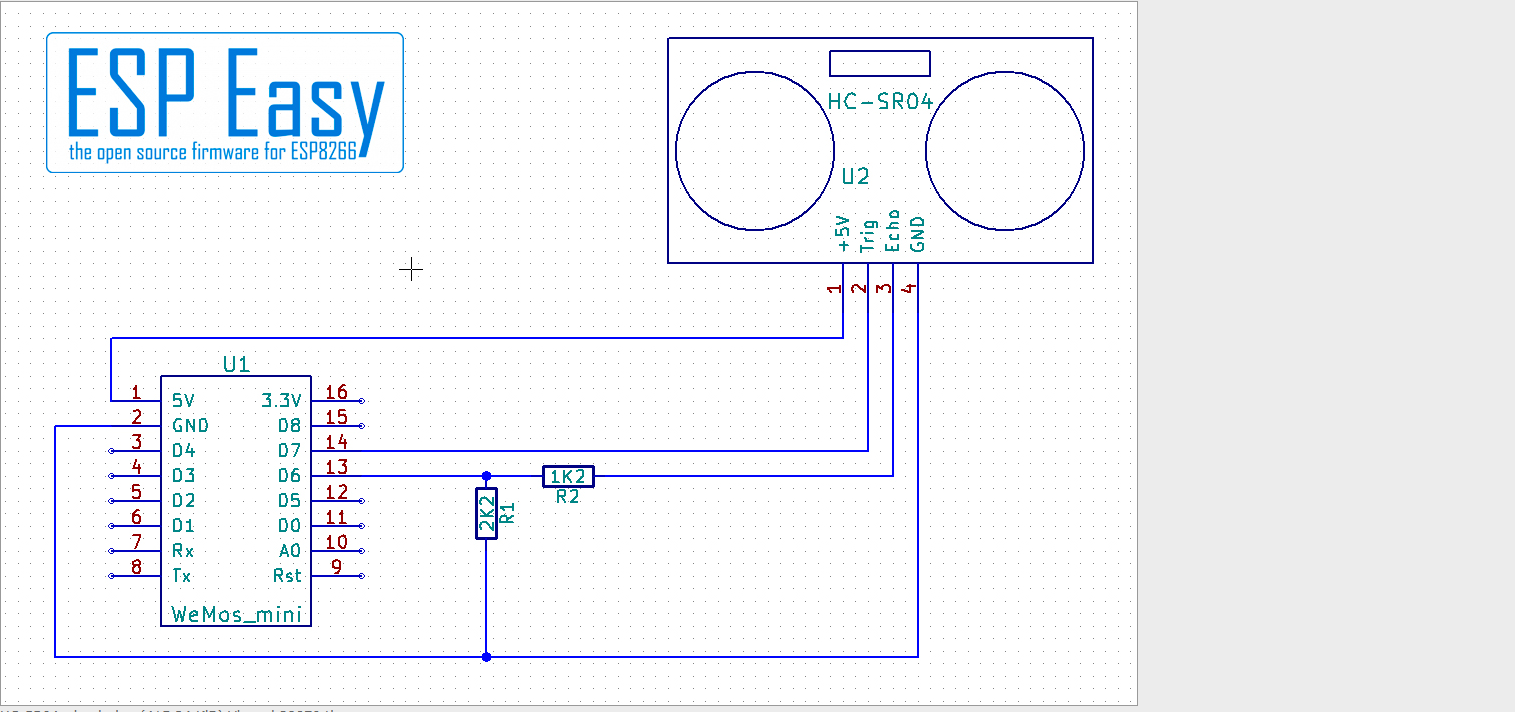 ESP Easy
the open source firmware for ESP8266
HC-SR04
U2
+5V
Trig
Echo
GND
1
2
3
4
U1
1 5V 3.3V 16
2 GND D8 15
3 D4 D7 14
4 D3 D6 13
5 D2 D5 12
6 D1 D0 11
7 Rx A0 10
8 Tx Rst 9
WeMos_mini
1K2
R2
2K2
R1